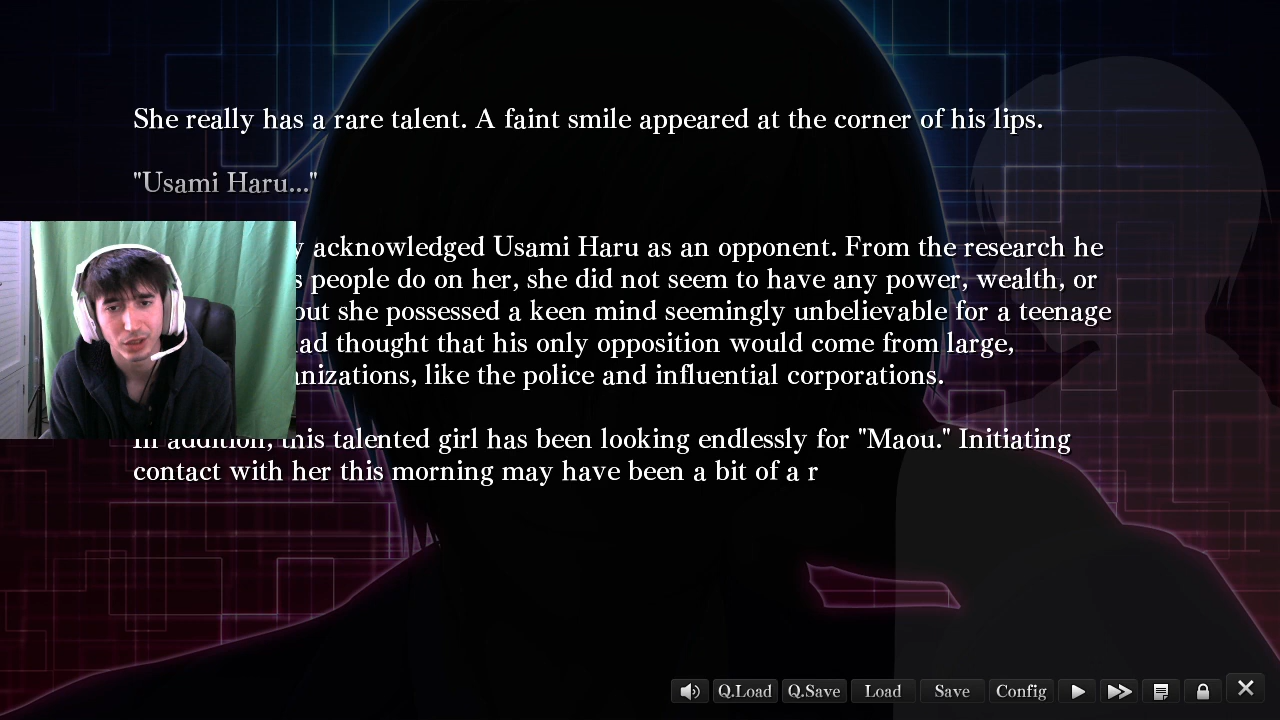 She really has a rare talent. A faint smile appeared at the corner of his lips.
"Usami Haru..."
acknowledged Usami Haru as an opponent. From the research he
people do on her, she did not seem to have any power, wealth, or
but she possessed a keen mind seemingly unbelievable for a teenage
thought that his only opposition would come from large,
like the police and influential corporations.
In addition, this talented girl has been looking endlessly for "Maou." Initiating
contact with her this morning may have been a bit of a r
Q.Load Q.Save Load Save Config